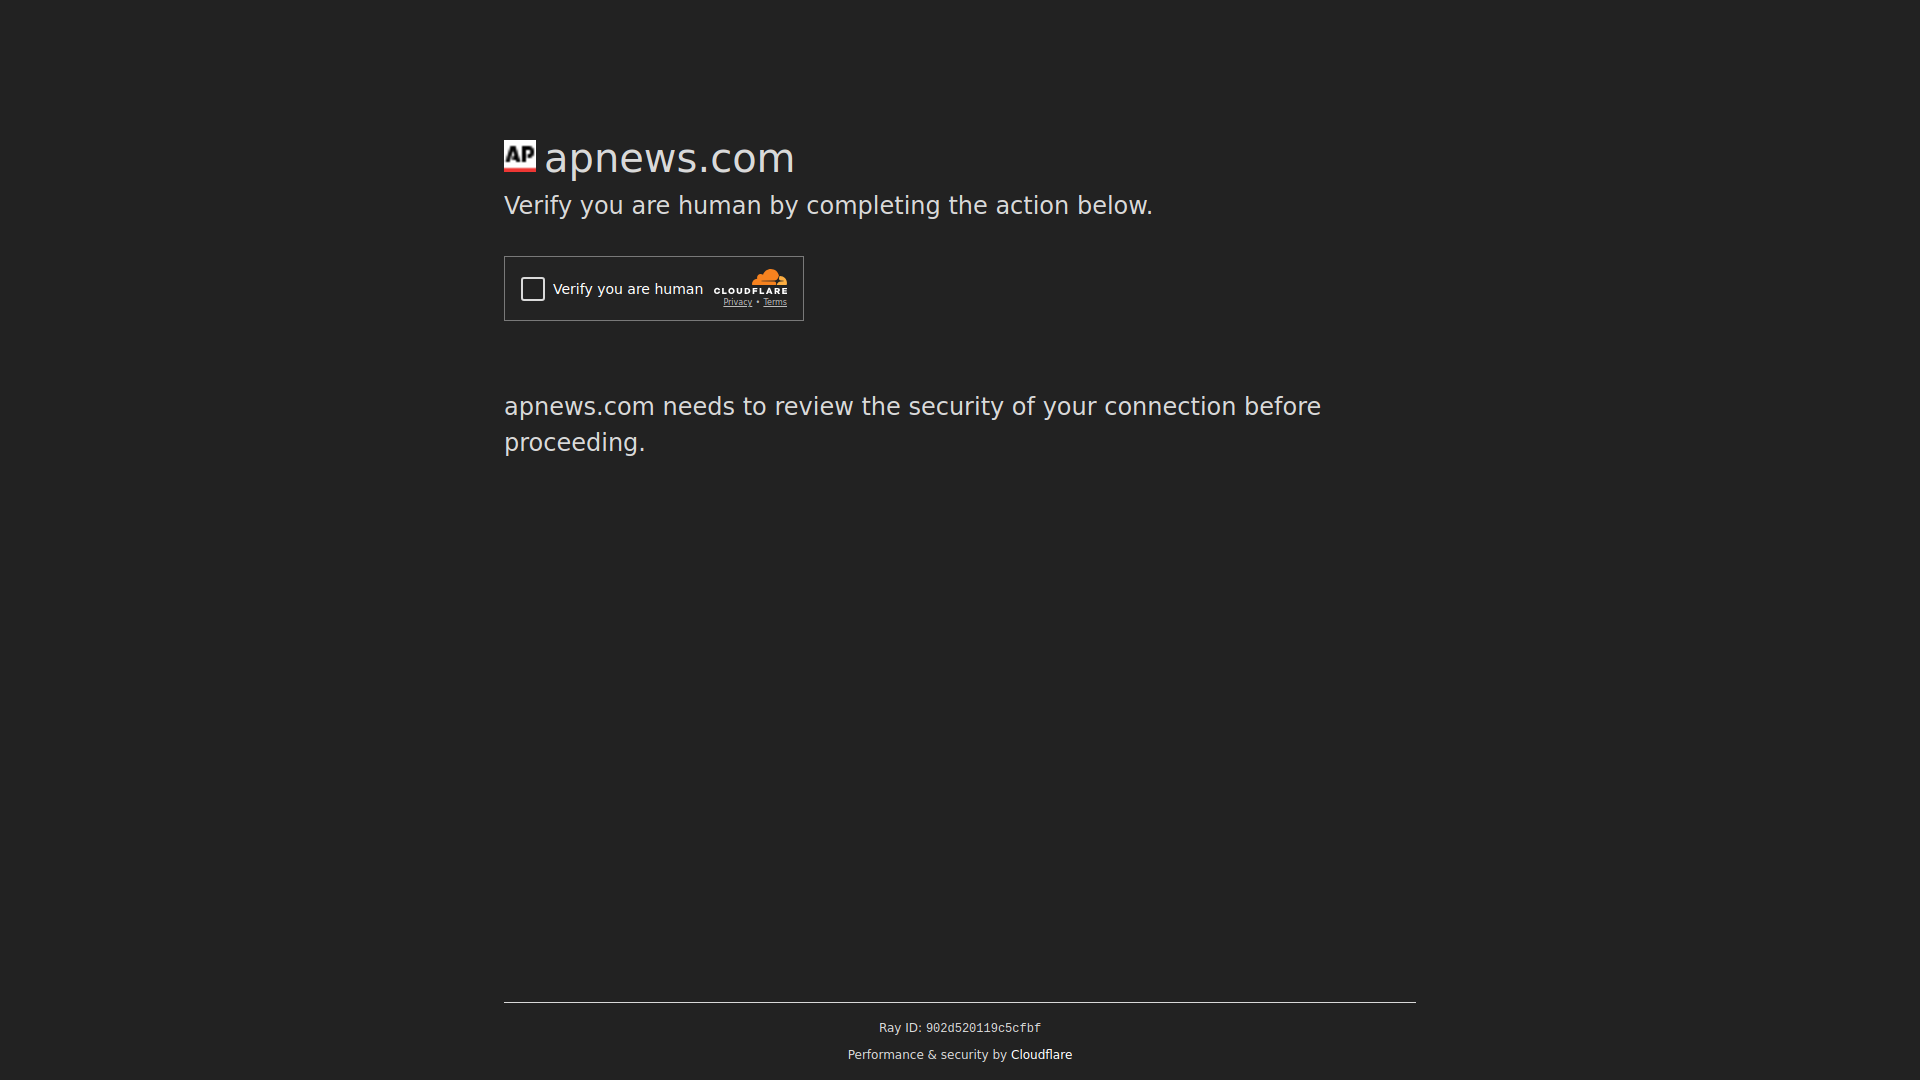 AP apnews.com
Verify you are human by completing the action below.
Verify you are human
CLOUDFLARE
Privacy • Terms
apnews.com needs to review the security of your connection before
proceeding.
Ray ID: 902d520119c5cfbf
Performance & security by Cloudflare